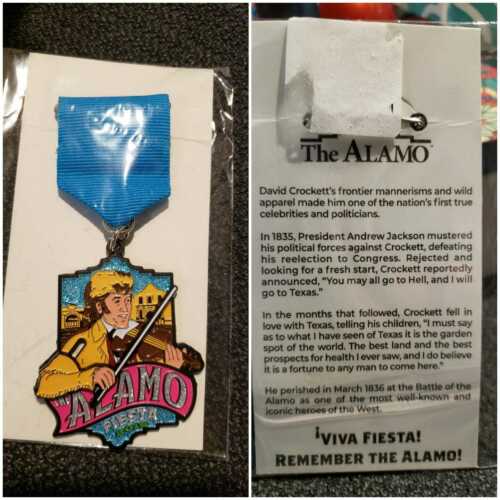 ALAMO
FIESTA
The ALAMO
David Crockett's frontier mannerisms and wild
apparel made him one of the nation's first true
celebrities and politicians.
In 1835, President Andrew Jackson mustered
his political forces against Crockett, defeating
his reelection to Congress. Rejected and
looking for a fresh start, Crockett reportedly
announced, "You may all go to Hell, and I will
go to Texas."
In the months that followed, Crockett fell in
love with Texas, telling his children, "I must say
as to what I have seen of Texas it is the garden
spot of the world. The best land and the best
prospects for health I ever saw, and I do believe
it is a fortune to any man to come here."
He perished in March 1836 at the Battle of the
Alamo as one of the most well-known and
iconic heroes of the West.
¡VIVA FIESTA!
REMEMBER THE ALAMO!